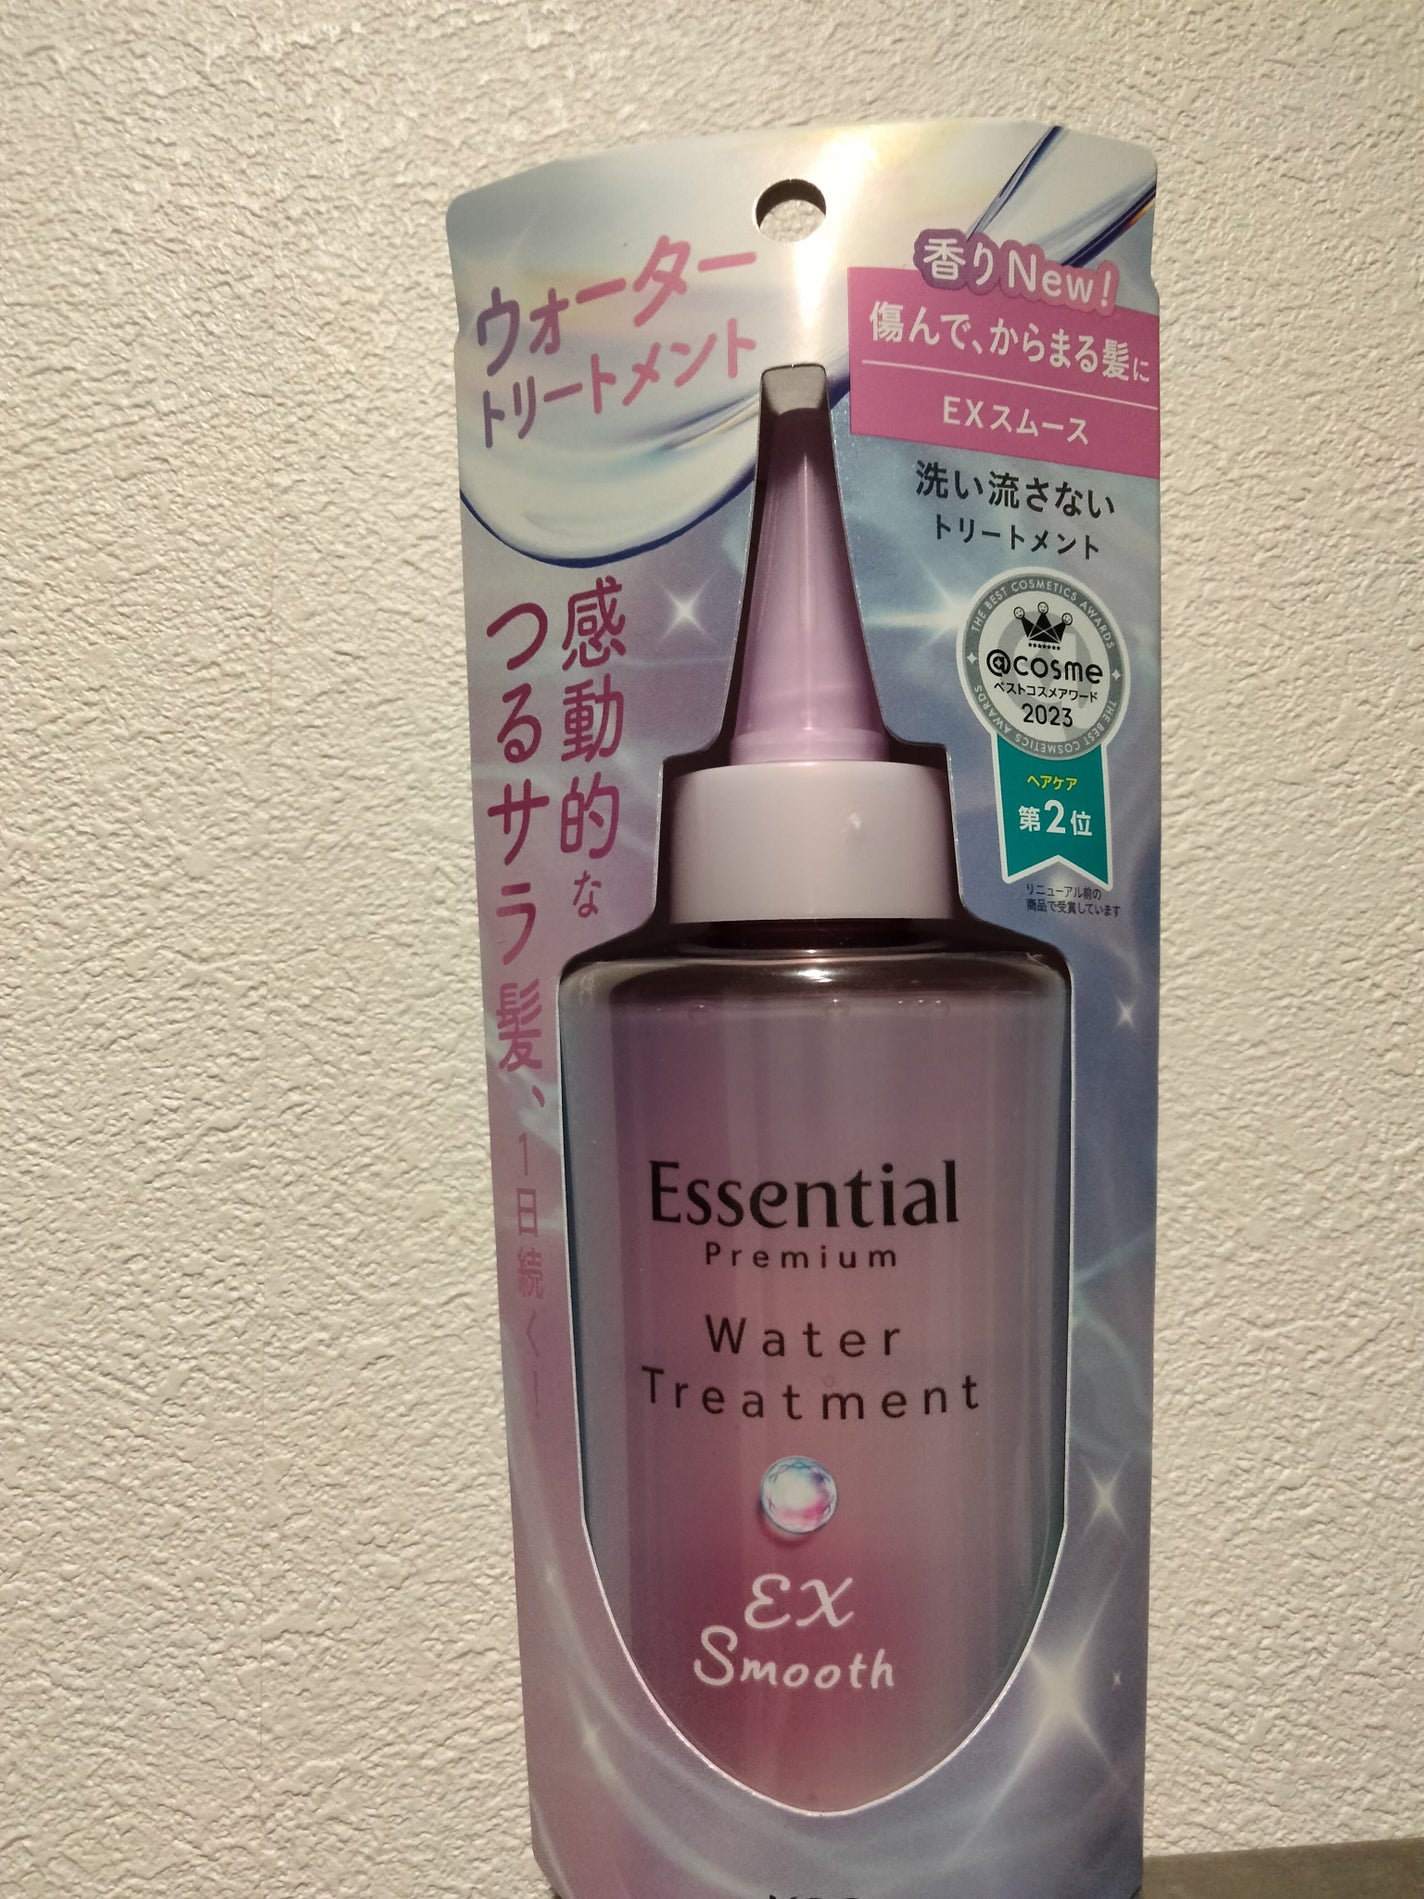 ウォーター
トリートメント
香りNew!
傷んで、からまる髪に
EXスムース
洗い流さない
トリートメント
THE BEST COSMETICS AWARDS
@cosme
ベストコスメアワード
2023
THE BEST COSMETICS AWARDS
ヘアケア
第2位
リニューアル前の
商品で受賞しています
感動的な
つるサラ髪、1日続く!
Essential
Premium
Water
Treatment
EX
Smooth